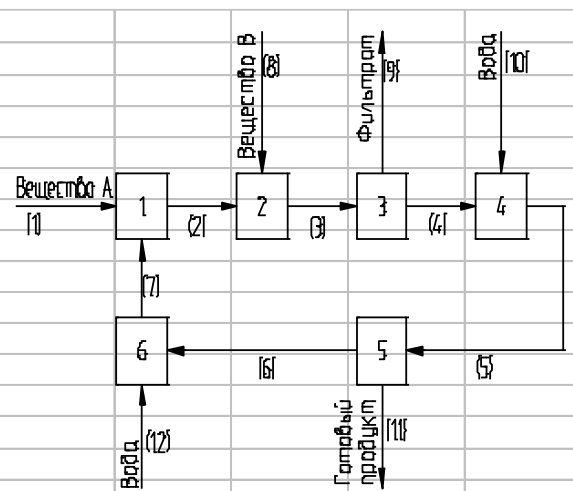 Вещество В
(8)
Фильтрат
(9)
Вода
(10)
Вещество А
(1)
1
(2)
2
(3)
3
(4)
4
(7)
6
(6)
5
(5)
Вода
(12)
Готовый
продукт
(11)